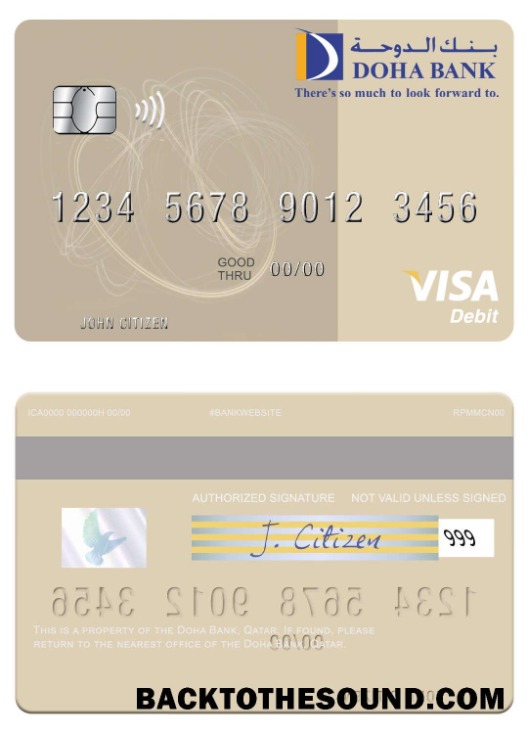 بنك الدوحة
DOHA BANK
There's so much to look forward to.
1234 5678 9012 3456
GOOD THRU 00/00
VISA
Debit
JOHN CITIZEN
ICA0000 000000H 00/00 #BANKWEBSITE RPMMCN00
AUTHORIZED SIGNATURE NOT VALID UNLESS SIGNED
J. Citizen 999
1234 5678 9012 3456
THIS IS A PROPERTY OF THE DOHA BANK, QATAR. IF FOUND, PLEASE
RETURN TO THE NEAREST OFFICE OF THE DOHA BANK, QATAR.
00/00
BACKTOTHESOUND.COM